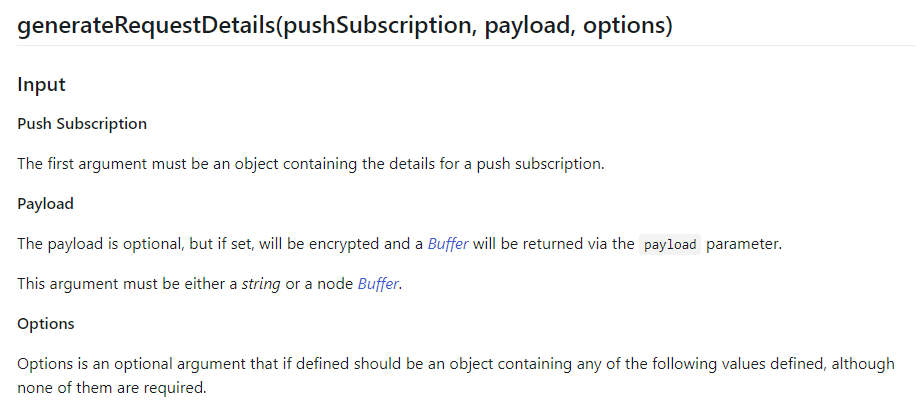 generateRequestDetails(pushSubscription, payload, options)
Input
Push Subscription
The first argument must be an object containing the details for a push subscription.
Payload
The payload is optional, but if set, will be encrypted and a Buffer will be returned via the payload parameter.
This argument must be either a string or a node Buffer.
Options
Options is an optional argument that if defined should be an object containing any of the following values defined, although
none of them are required.